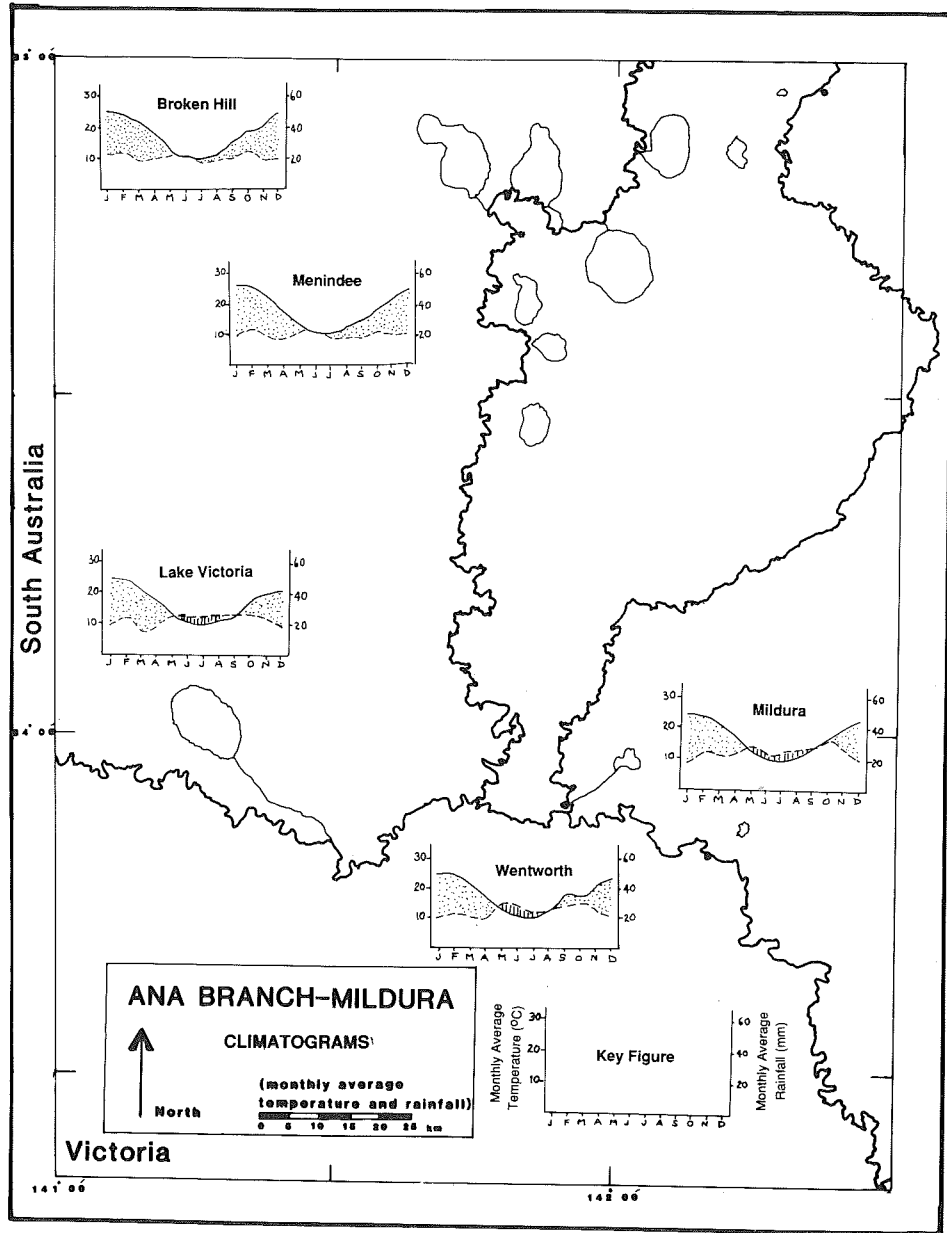 33°00'
Broken Hill
30
20
10
60
40
20
J F M A M J J A S O N D
Menindee
30
20
10
60
40
20
J F M A M J J A S O N D
South Australia
Lake Victoria
30
20
10
60
40
20
J F M A M J J A S O N D
34°00'
Mildura
30
20
10
60
40
20
J F M A M J J A S O N D
Wentworth
30
20
10
60
40
20
J F M A M J J A S O N D
ANA BRANCH-MILDURA
CLIMATOGRAMS
(monthly average
temperature and rainfall)
North
0 5 10 15 20 25 km
Monthly Average
Temperature (°C)
30
20
10
Key Figure
60
40
20
Monthly Average
Rainfall (mm)
J F M A M J J A S O N D
Victoria
141°00'
142°00'